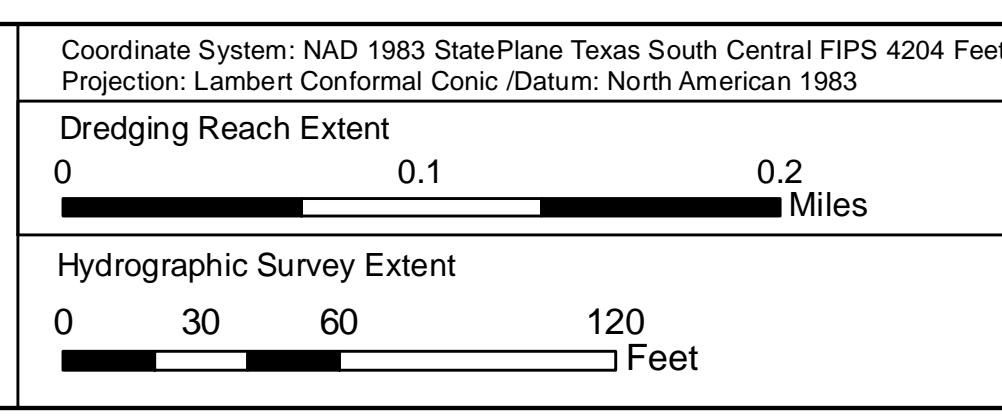 Coordinate System: NAD 1983 StatePlane Texas South Central FIPS 4204 Feet
Projection: Lambert Conformal Conic /Datum: North American 1983
Dredging Reach Extent
0 0.1 0.2
Miles
Hydrographic Survey Extent
0 30 60 120
Feet